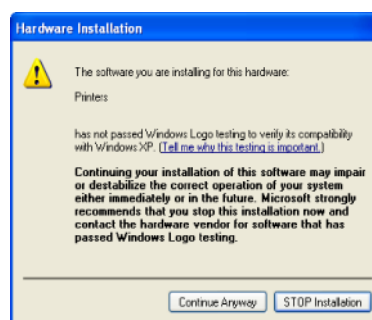 Hardware Installation
The software you are installing for this hardware:
Printers
has not passed Windows Logo testing to verify its compatibility
with Windows XP. (Tell me why this testing is important.)
Continuing your installation of this software may impair
or destabilize the correct operation of your system
either immediately or in the future. Microsoft strongly
recommends that you stop this installation now and
contact the hardware vendor for software that has
passed Windows Logo testing.
Continue Anyway
STOP Installation